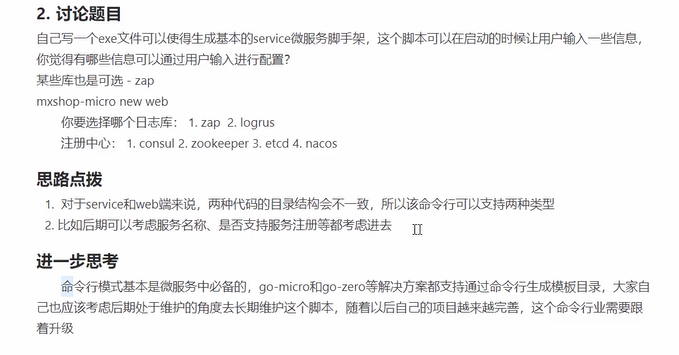 2. 讨论题目
自己写一个exe文件可以使得生成基本的service微服务脚手架，这个脚本可以在启动的时候让用户输入一些信息，
你觉得有哪些信息可以通过用户输入进行配置？
某些库也是可选 - zap
mxshop-micro new web
你要选择哪个日志库： 1. zap 2. logrus
注册中心： 1. consul 2. zookeeper 3. etcd 4. nacos
思路点拨
1. 对于service和web端来说，两种代码的目录结构会不一致，所以该命令行可以支持两种类型
2. 比如后期可以考虑服务名称、是否支持服务注册等都考虑进去
进一步思考
命令行模式基本是微服务中必备的，go-micro和go-zero等解决方案都支持通过命令行生成模板目录，大家自
己也应该考虑后期处于维护的角度去长期维护这个脚本，随着以后自己的项目越来越完善，这个命令行业需要跟
着升级